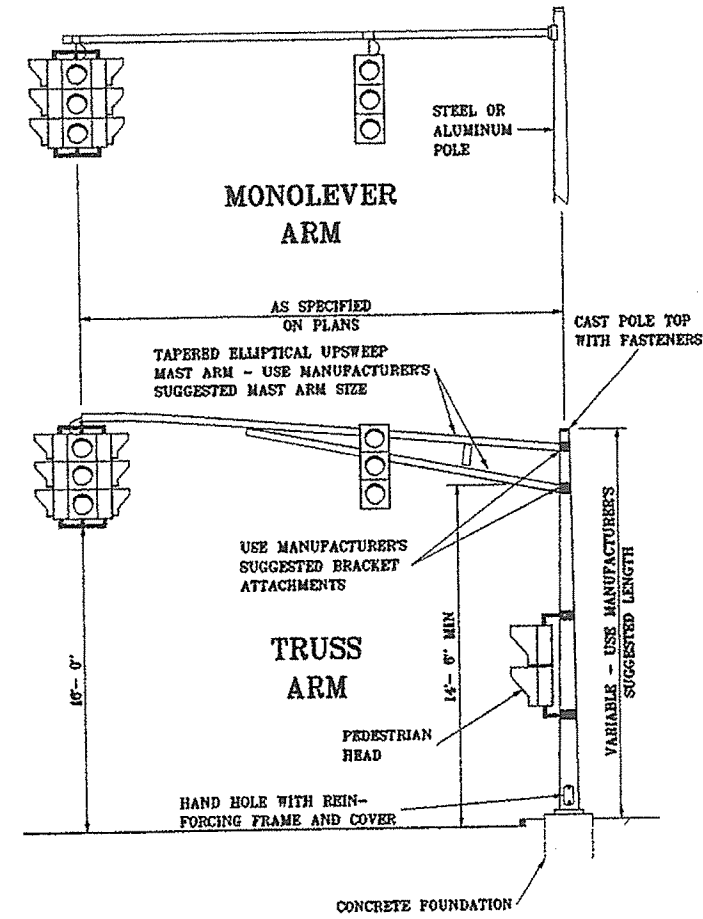 STEEL OR
ALUMINUM
POLE
MONOLEVER
ARM
AS SPECIFIED
ON PLANS
CAST POLE TOP
WITH FASTENERS
TAPERED ELLIPTICAL UPSWEEP
MAST ARM - USE MANUFACTURER'S
SUGGESTED MAST ARM SIZE
USE MANUFACTURER'S
SUGGESTED BRACKET
ATTACHMENTS
TRUSS
ARM
16'- 0"
14'- 6" MIN
VARIABLE - USE MANUFACTURER'S
SUGGESTED LENGTH
PEDESTRIAN
HEAD
HAND HOLE WITH REIN-
FORCING FRAME AND COVER
CONCRETE FOUNDATION